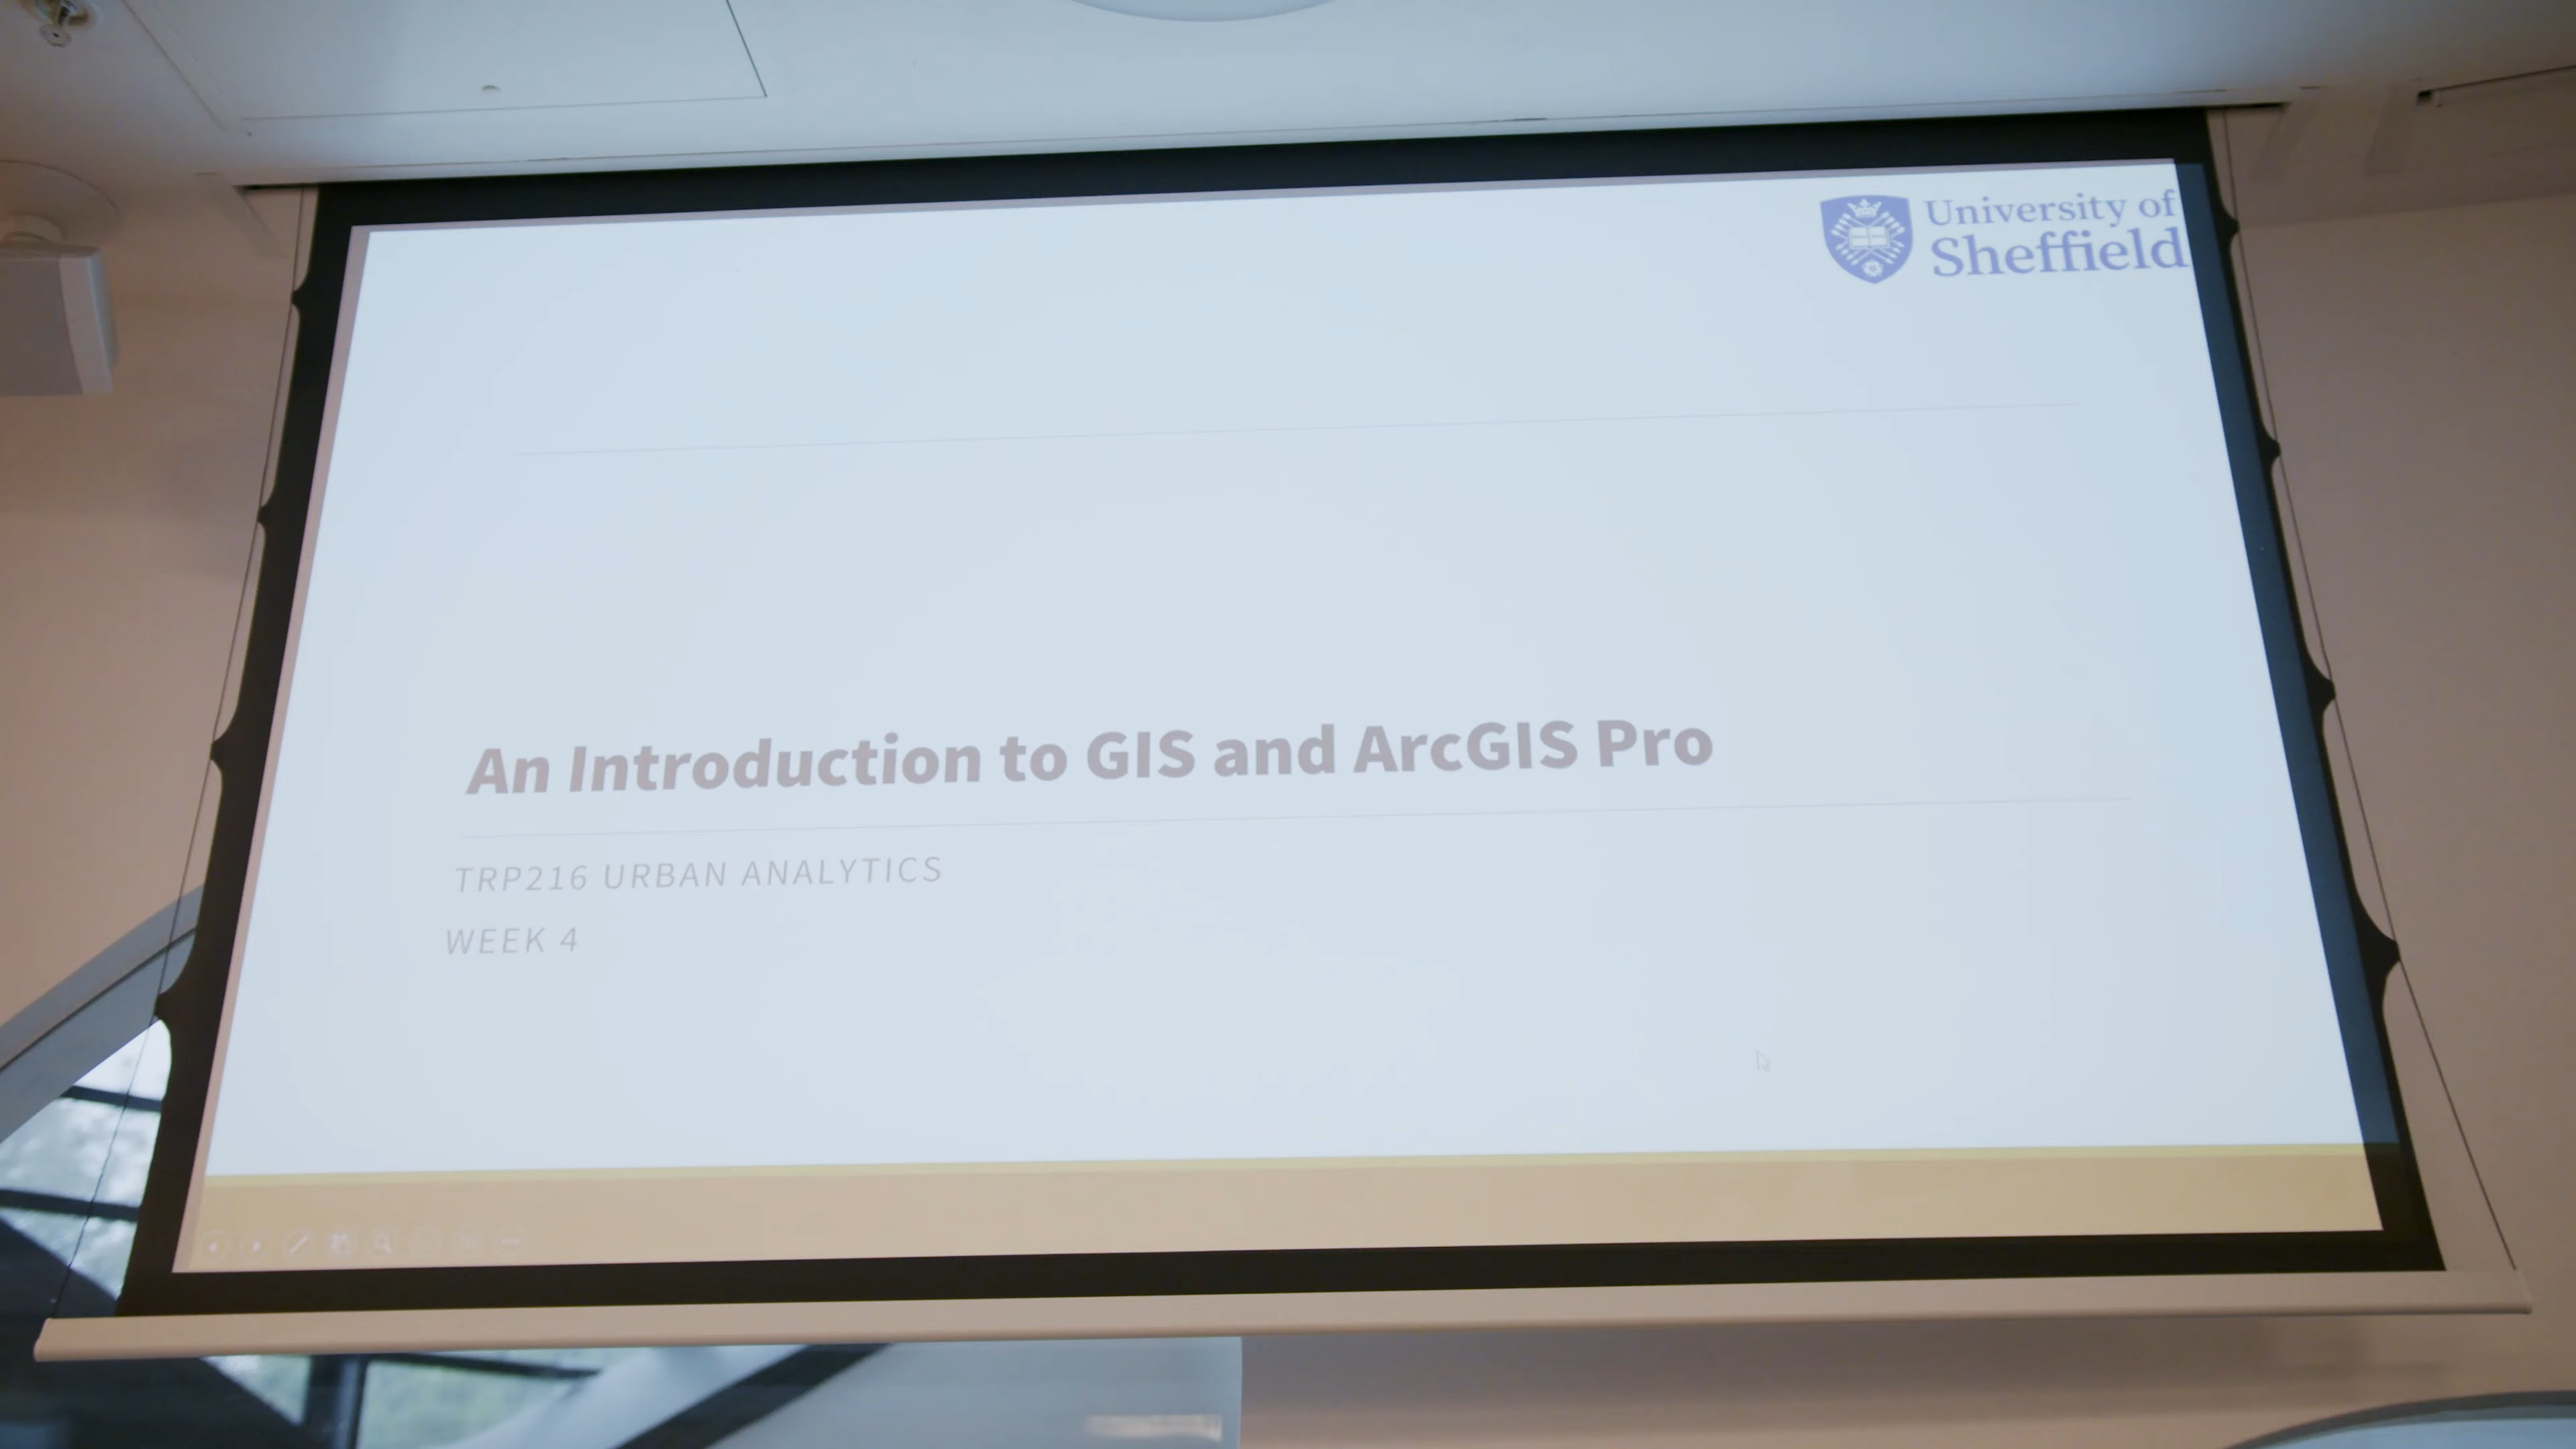 University of
Sheffield
An Introduction to GIS and ArcGIS Pro
TRP216 URBAN ANALYTICS
WEEK 4